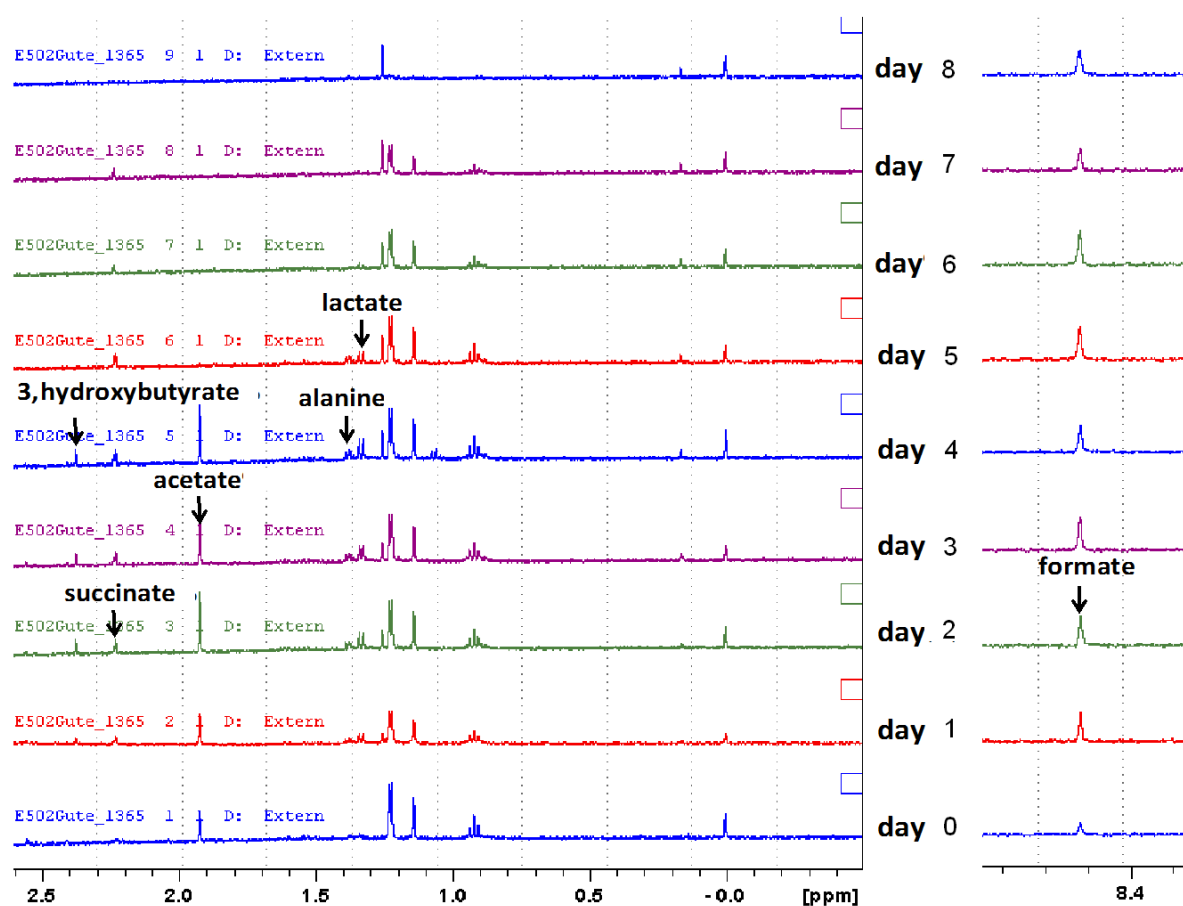 E502Gute_1365 9 1 D: Extern
day 8
E502Gute_1365 8 1 D: Extern
day 7
E502Gute_1365 7 1 D: Extern
day 6
lactate
E502Gute_1365 6 1 D: Extern
day 5
3,hydroxybutyrate
alanine
E502Gute_1365 5 1 D: Extern
day 4
acetate
E502Gute_1365 4 1 D: Extern
day 3
formate
succinate
E502Gute_1365 3 1 D: Extern
day 2
E502Gute_1365 2 1 D: Extern
day 1
E502Gute_1365 1 1 D: Extern
day 0
2.5 2.0 1.5 1.0 0.5 -0.0 [ppm] 8.4